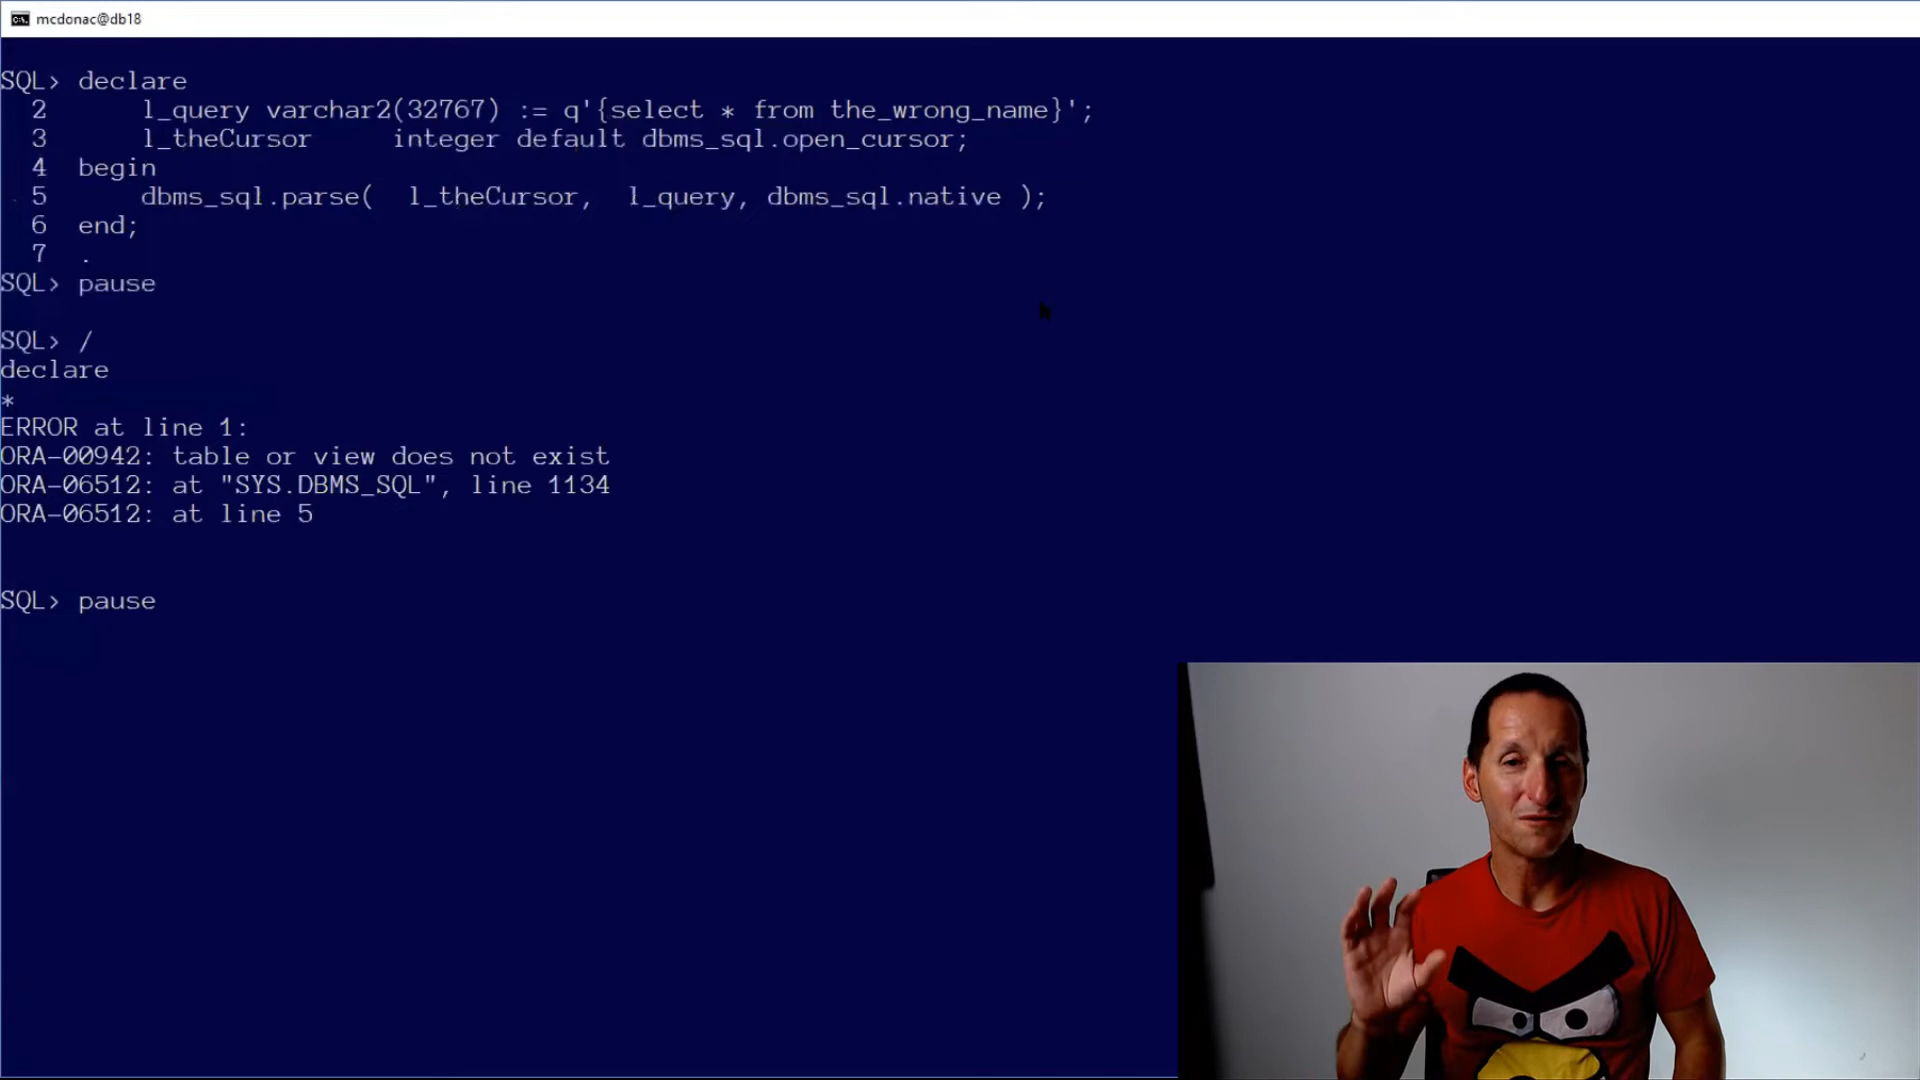 mcdonac@db18
SQL> declare
2 l_query varchar2(32767) := q'{select * from the_wrong_name}';
3 l_theCursor integer default dbms_sql.open_cursor;
4 begin
5 dbms_sql.parse( l_theCursor, l_query, dbms_sql.native );
6 end;
7 .
SQL> pause
SQL> /
declare
*
ERROR at line 1:
ORA-00942: table or view does not exist
ORA-06512: at "SYS.DBMS_SQL", line 1134
ORA-06512: at line 5
SQL> pause